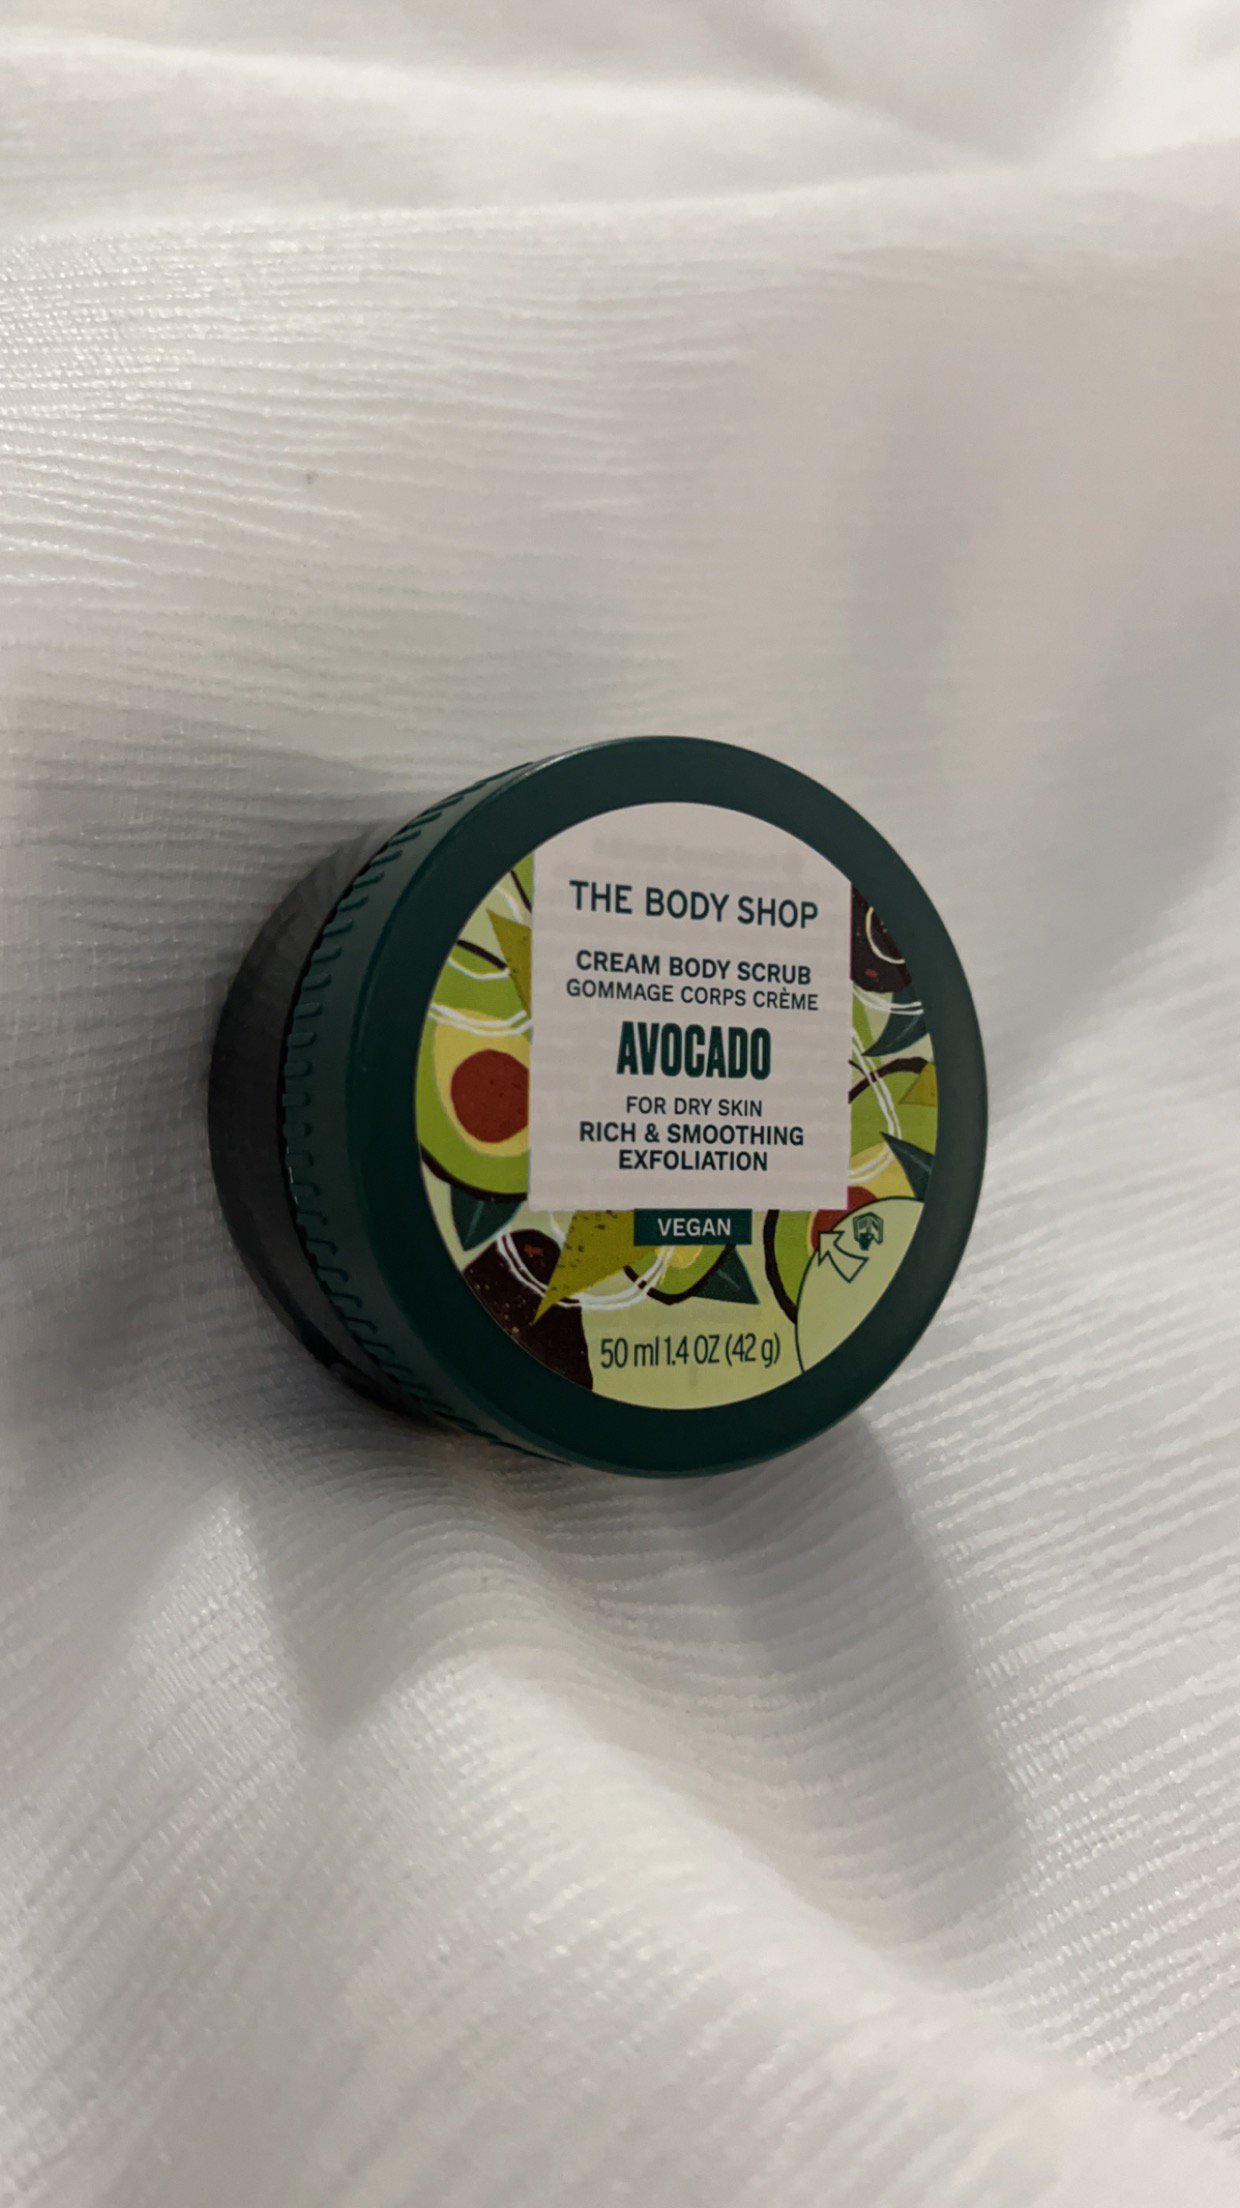 THE BODY SHOP
CREAM BODY SCRUB
GOMMAGE CORPS CRÈME
AVOCADO
FOR DRY SKIN
RICH & SMOOTHING
EXFOLIATION
VEGAN
50 ml 1.4 OZ (42 g)